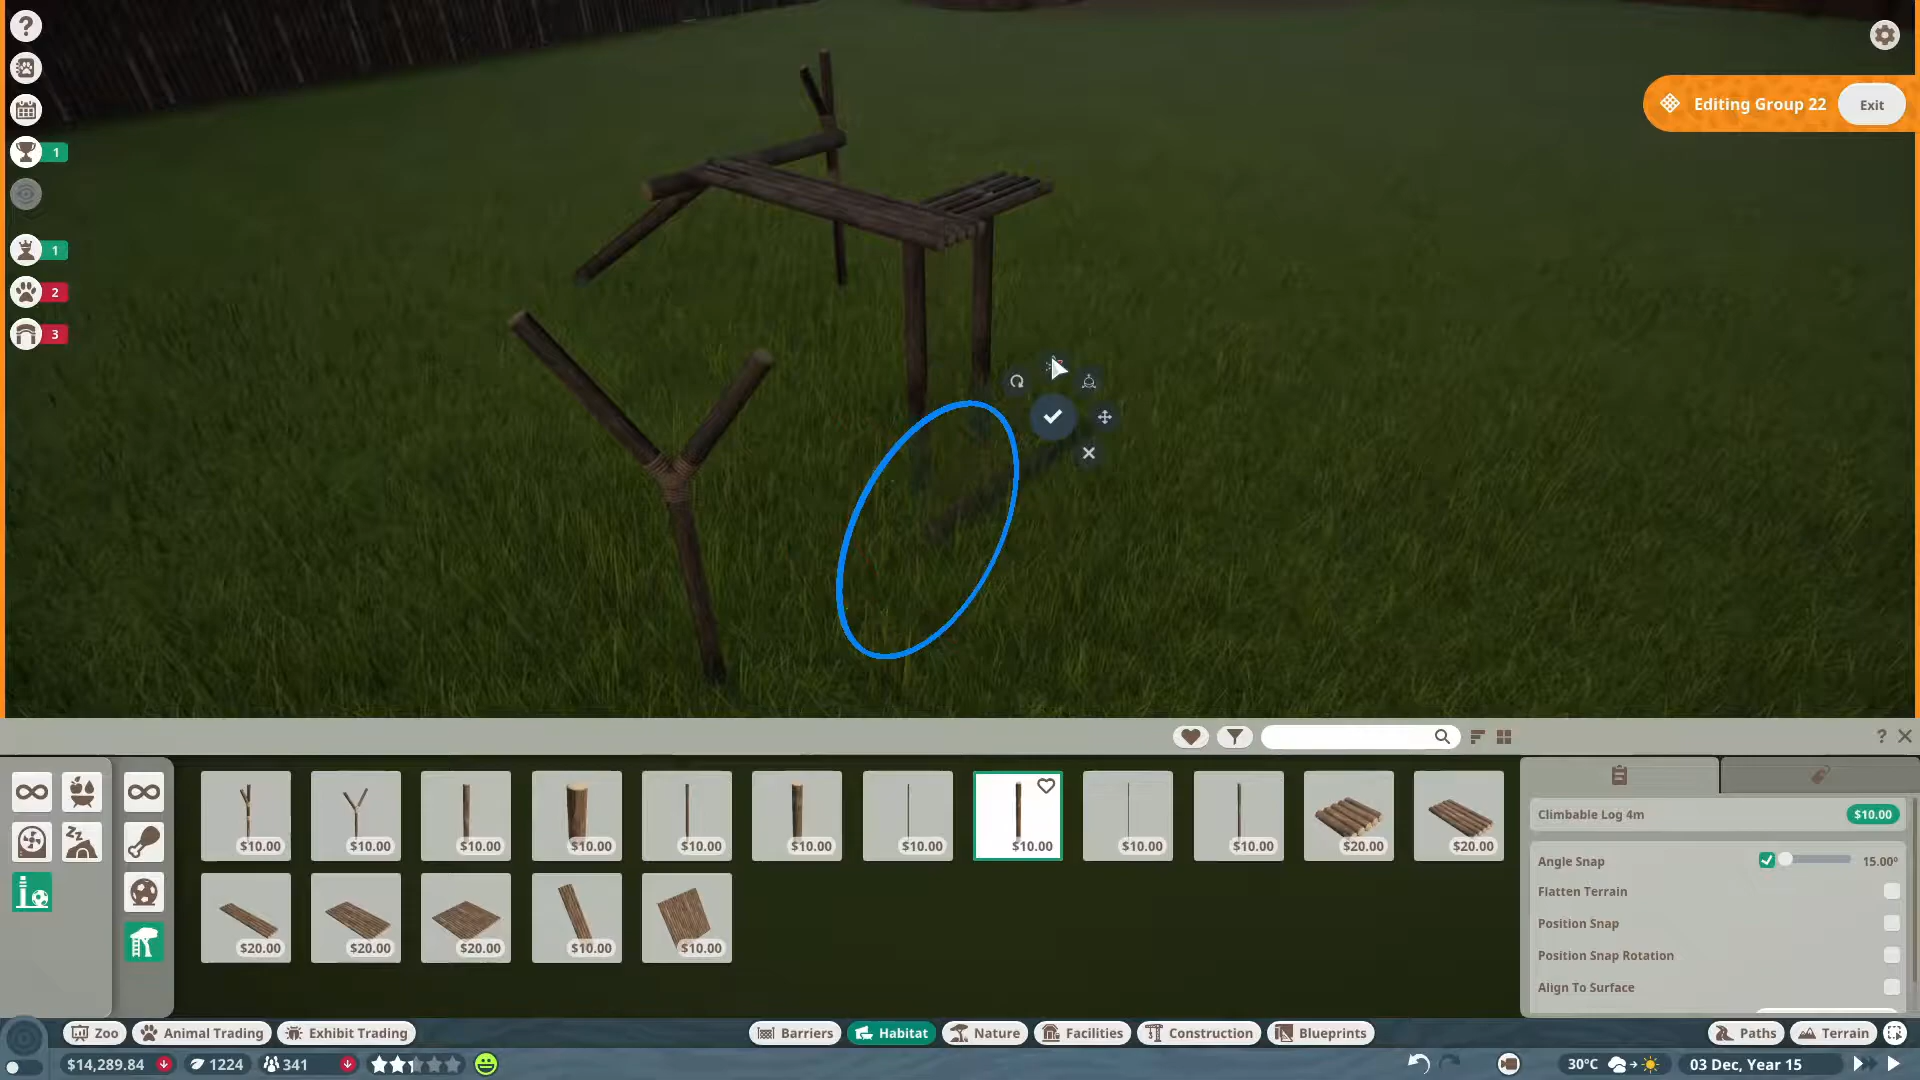 ?
Editing Group 22 Exit
1
1
2
3
? ×
$10.00 $10.00 $10.00 $10.00 $10.00 $10.00 $10.00 $10.00 $10.00 $10.00 $20.00 $20.00
$20.00 $20.00 $20.00 $10.00 $10.00
Climbable Log 4m $10.00
Angle Snap 15.00°
Flatten Terrain
Position Snap
Position Snap Rotation
Align To Surface
Zoo Animal Trading Exhibit Trading Barriers Habitat Nature Facilities Construction Blueprints Paths Terrain
$14,289.84 1224 341 30°C 03 Dec, Year 15